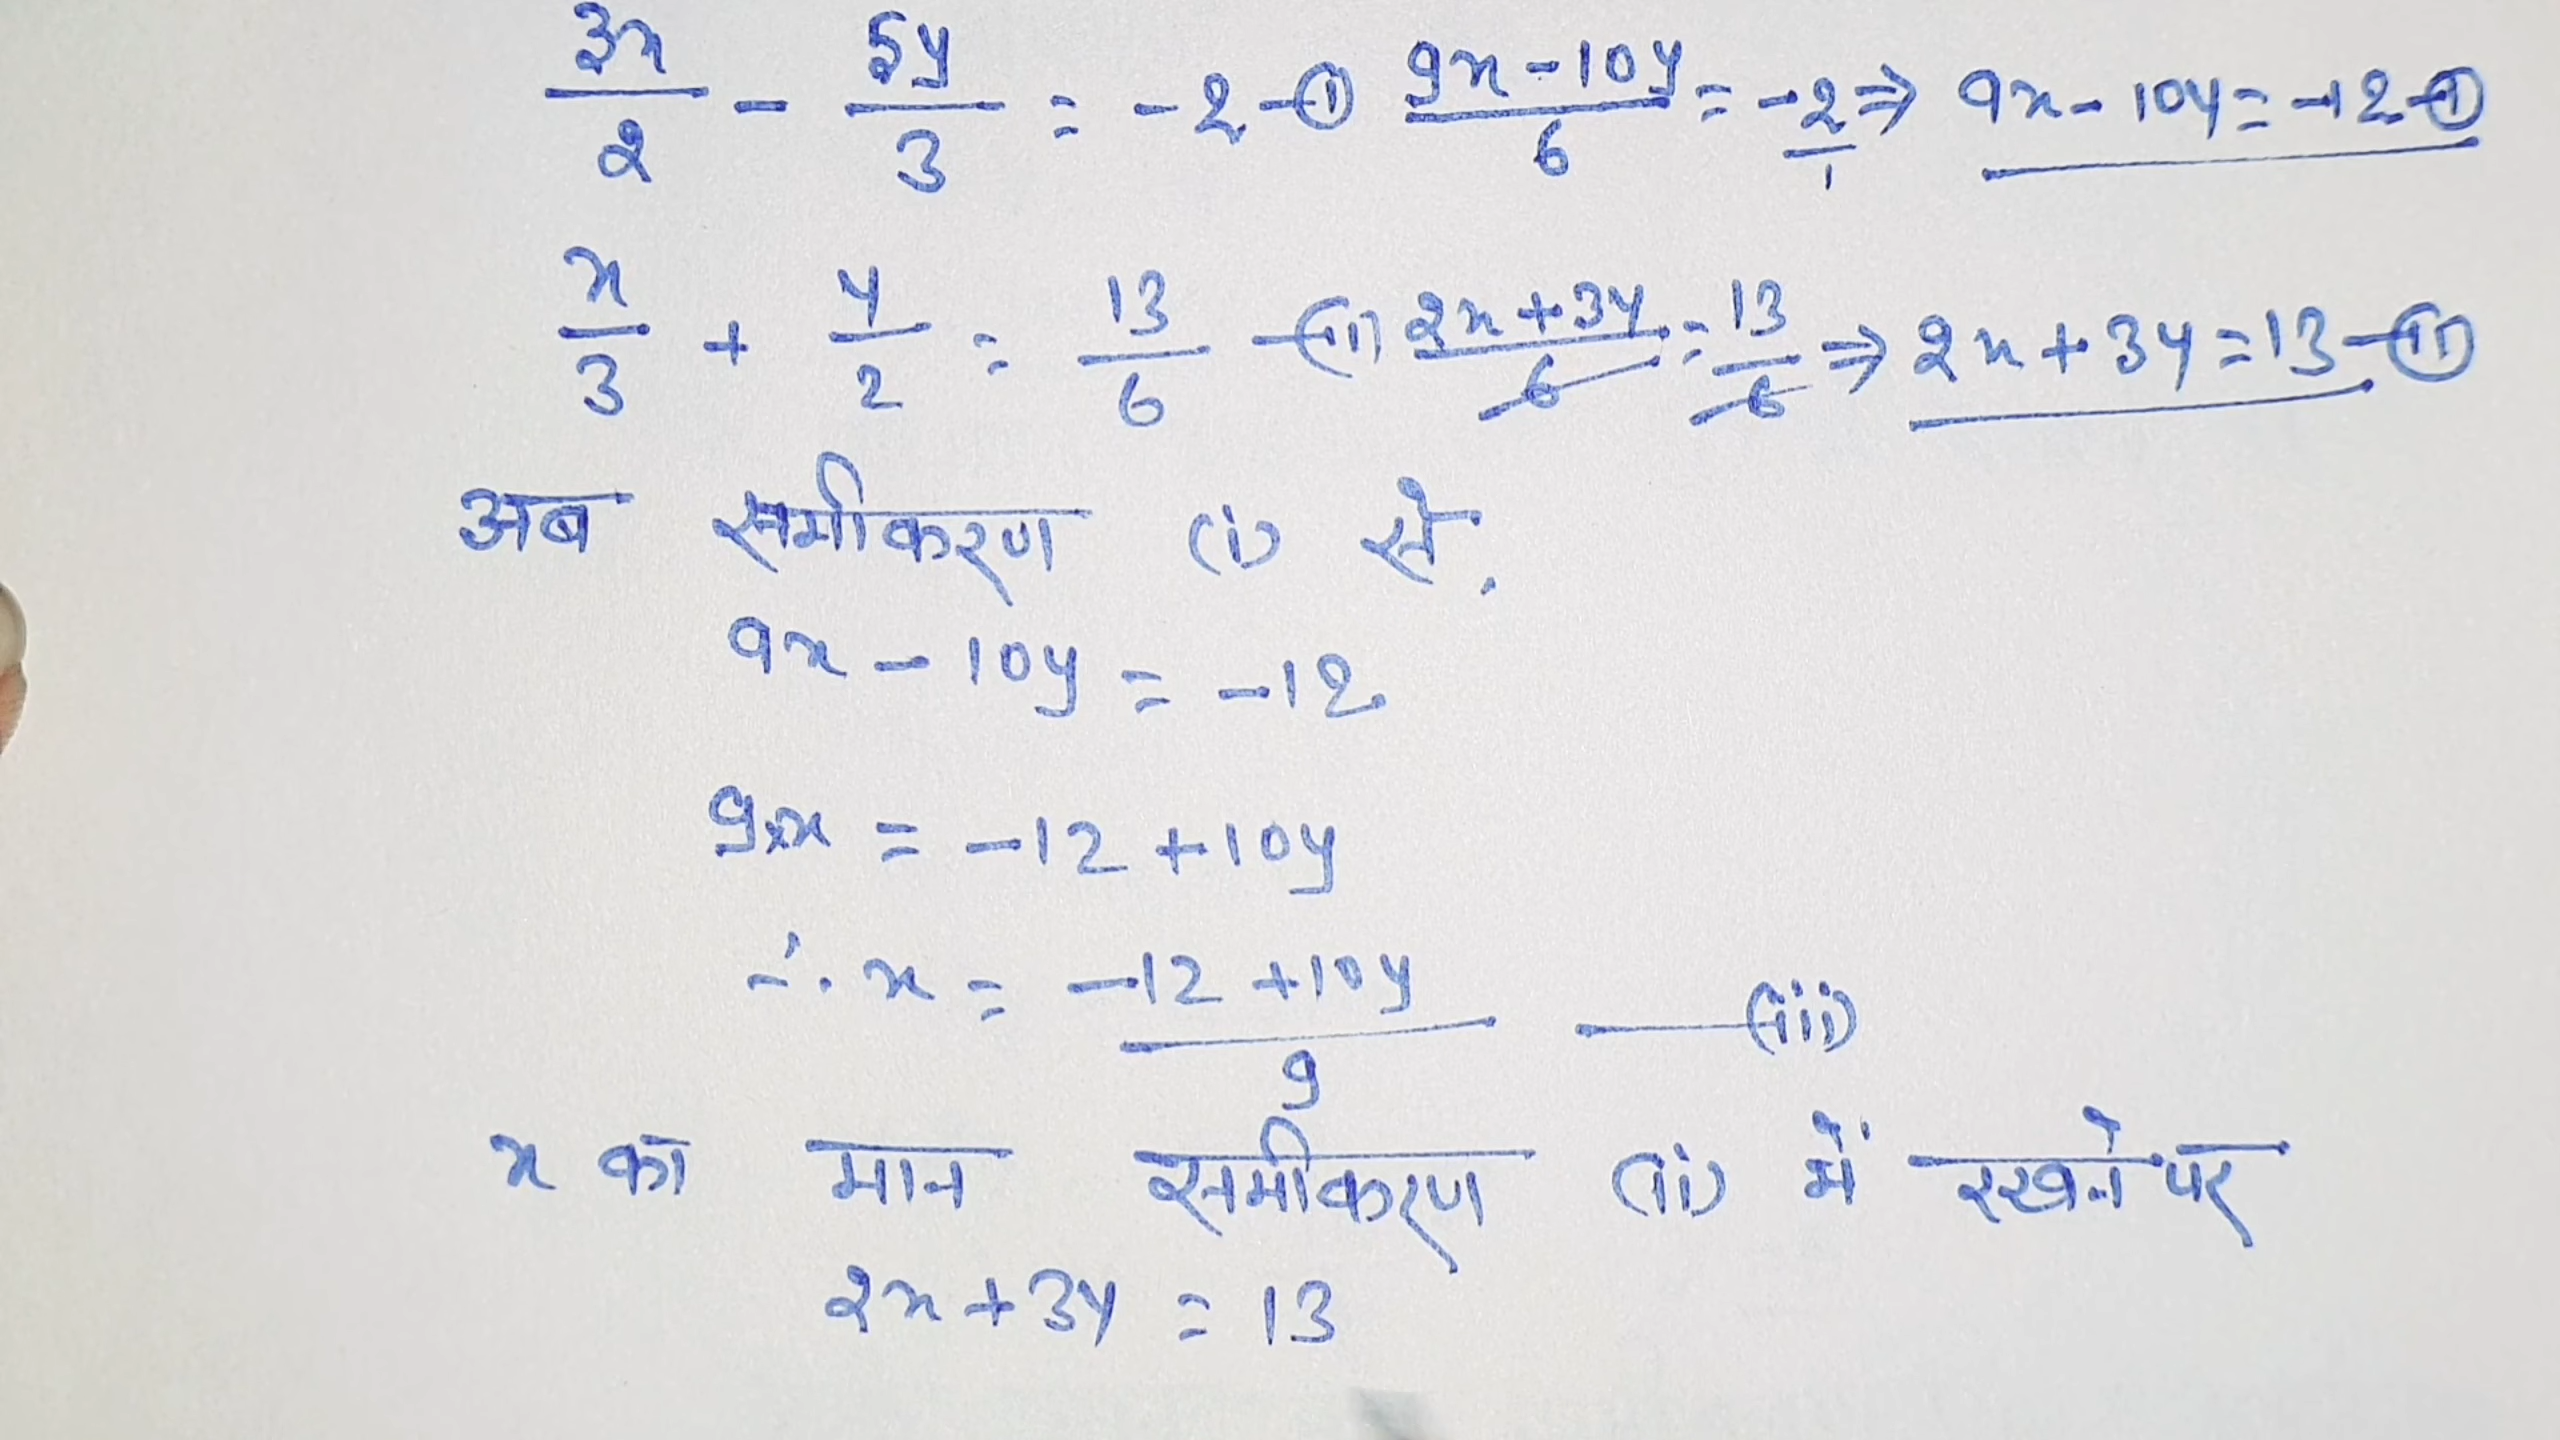 3x/2 - 5y/3 = -2 -(i) (9x-10y)/6 = -2/1 ⇒ 9x-10y=-12-(i)
x/3 + y/2 = 13/6 -(ii) (2x+3y)/6 = 13/6 ⇒ 2x+3y=13-(ii)
अब समीकरण (i) से,
9x - 10y = -12
9x = -12 +10y
∴ x = (-12 +10y)/9 —(iii)
x का मान समीकरण (ii) में रखने पर
2x+3y = 13